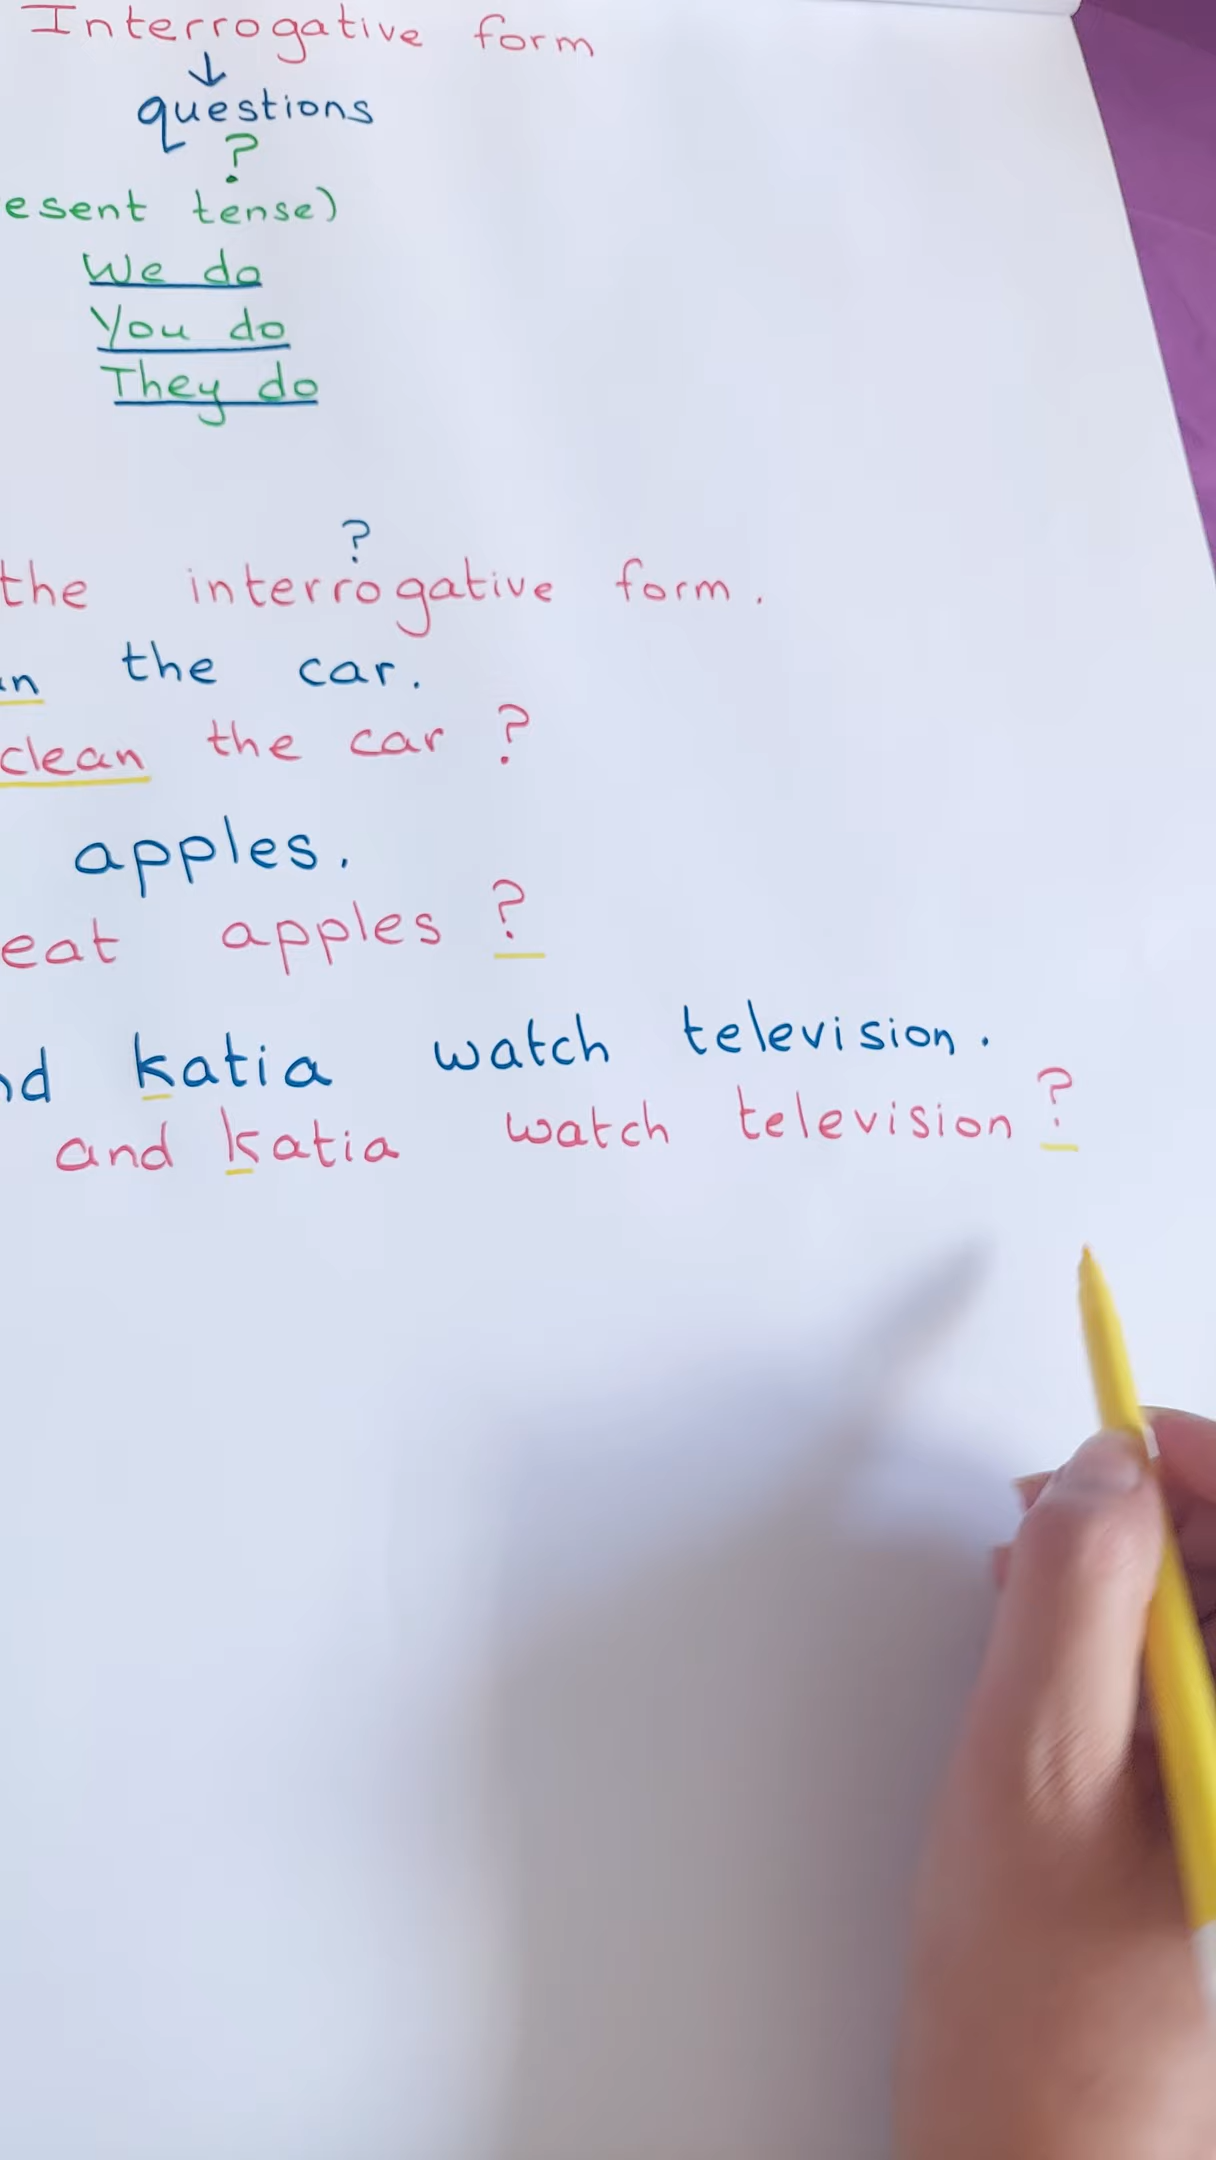 Interrogative form
↓
questions
?
esent tense)
We do
You do
They do
?
the interrogative form.
n the car.
clean the car ?
apples.
eat apples ?
nd katia watch television.
and katia watch television ?